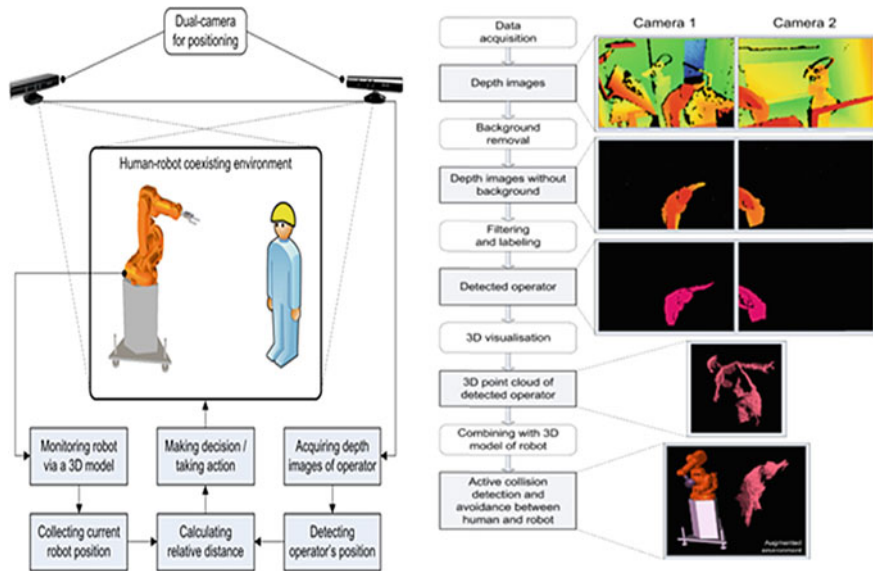 Dual-camera
for positioning
Human-robot coexisting environment
Monitoring robot
via a 3D model
Making decision /
taking action
Acquiring depth
images of operator
Collecting current
robot position
Calculating
relative distance
Detecting
operator's position
Data
acquisition
Depth images
Background
removal
Depth images without
background
Filtering
and labeling
Detected operator
3D visualisation
3D point cloud of
detected operator
Combining with 3D
model of robot
Active collision
detection and
avoidance between
human and robot
Camera 1
Camera 2
Augmented
environment